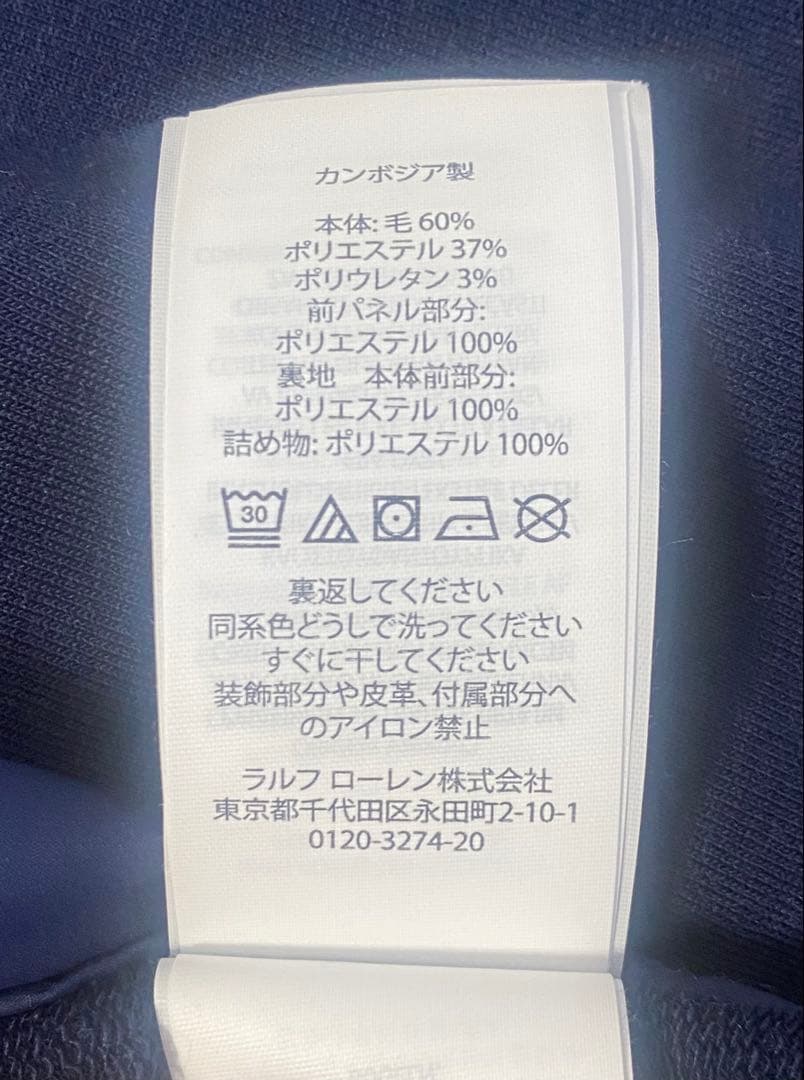 カンボジア製
本体: 毛 60%
ポリエステル 37%
ポリウレタン 3%
前パネル部分:
ポリエステル 100%
裏地　本体前部分:
ポリエステル 100%
詰め物: ポリエステル 100%
30
裏返してください
同系色どうしで洗ってください
すぐに干してください
装飾部分や皮革、付属部分へ
のアイロン禁止
ラルフ ローレン株式会社
東京都千代田区永田町2-10-1
0120-3274-20